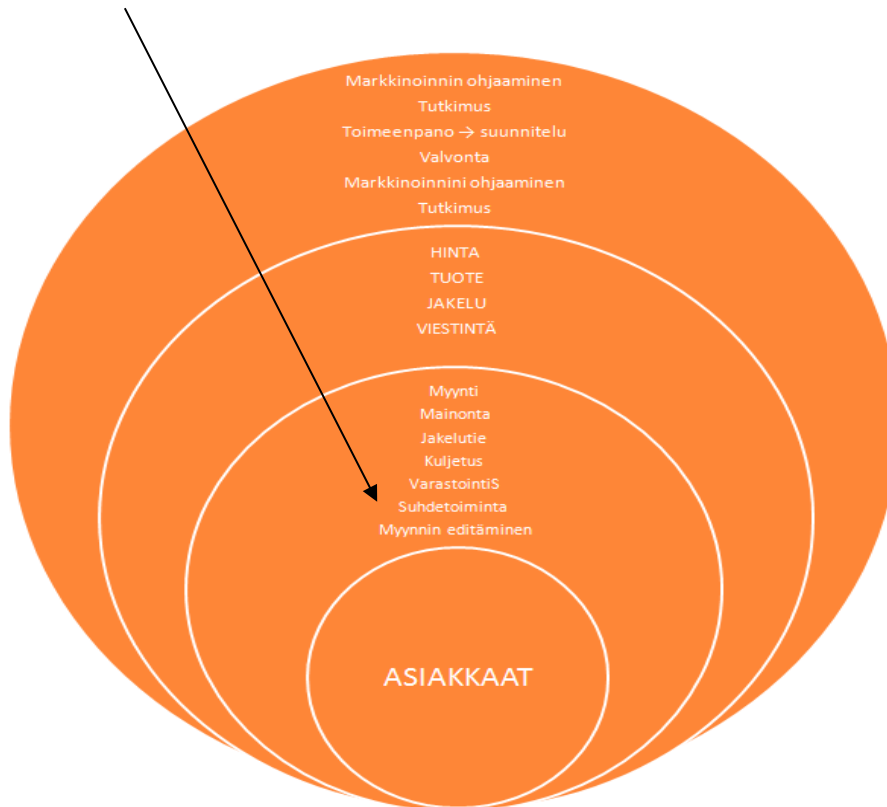 Markkinoinnin ohjaaminen
Tutkimus
Toimeenpano → suunnitelu
Valvonta
Markkinoinnini ohjaaminen
Tutkimus
HINTA
TUOTE
JAKELU
VIESTINTÄ
Myynti
Mainonta
Jakelutie
Kuljetus
VarastointiS
Suhdetoiminta
Myynnin editäminen
ASIAKKAAT